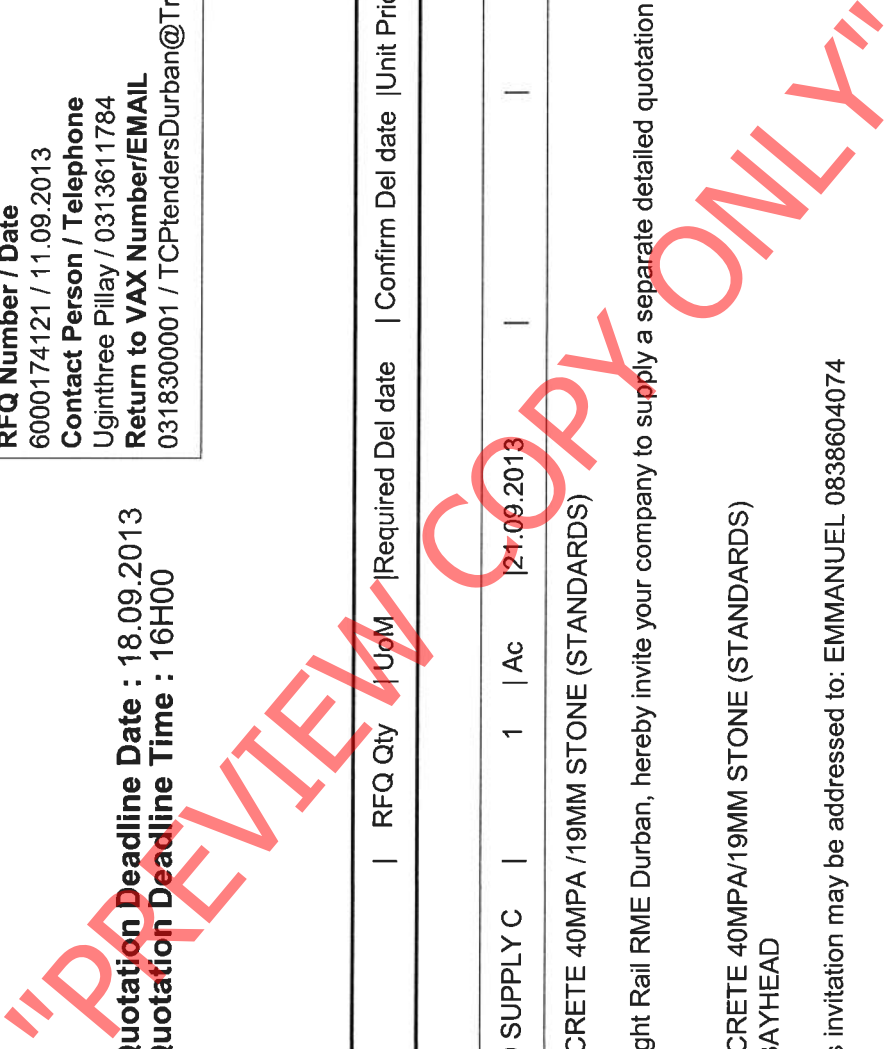 RFQ Number / Date
6000174121 / 11.09.2013
Contact Person / Telephone
Uginthree Pillay / 0313611784
Return to VAX Number/EMAIL
0318300001 / TCPtendersDurban@Tr
Quotation Deadline Date : 18.09.2013
Quotation Deadline Time : 16H00
| RFQ Qty | UoM |Required Del date | Confirm Del date |Unit Pric
SUPPLY C | 1 | Ac |21.09.2013 | |
CRETE 40MPA /19MM STONE (STANDARDS)
ght Rail RME Durban, hereby invite your company to supply a separate detailed quotation
CRETE 40MPA/19MM STONE (STANDARDS)
BAYHEAD
s invitation may be addressed to: EMMANUEL 0838604074
"PREVIEW COPY ONLY"